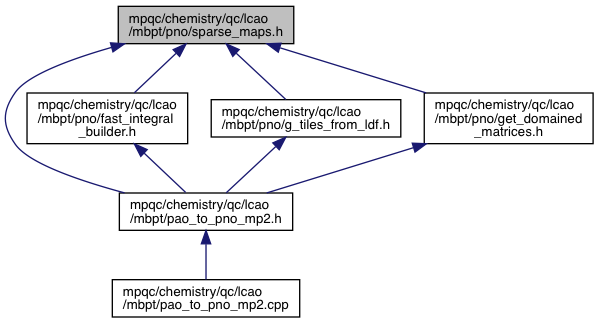 mpqc/chemistry/qc/lcao
/mbpt/pno/sparse_maps.h
mpqc/chemistry/qc/lcao
/mbpt/pno/fast_integral
_builder.h
mpqc/chemistry/qc/lcao
/mbpt/pno/g_tiles_from_ldf.h
mpqc/chemistry/qc/lcao
/mbpt/pno/get_domained
_matrices.h
mpqc/chemistry/qc/lcao
/mbpt/pao_to_pno_mp2.h
mpqc/chemistry/qc/lcao
/mbpt/pao_to_pno_mp2.cpp